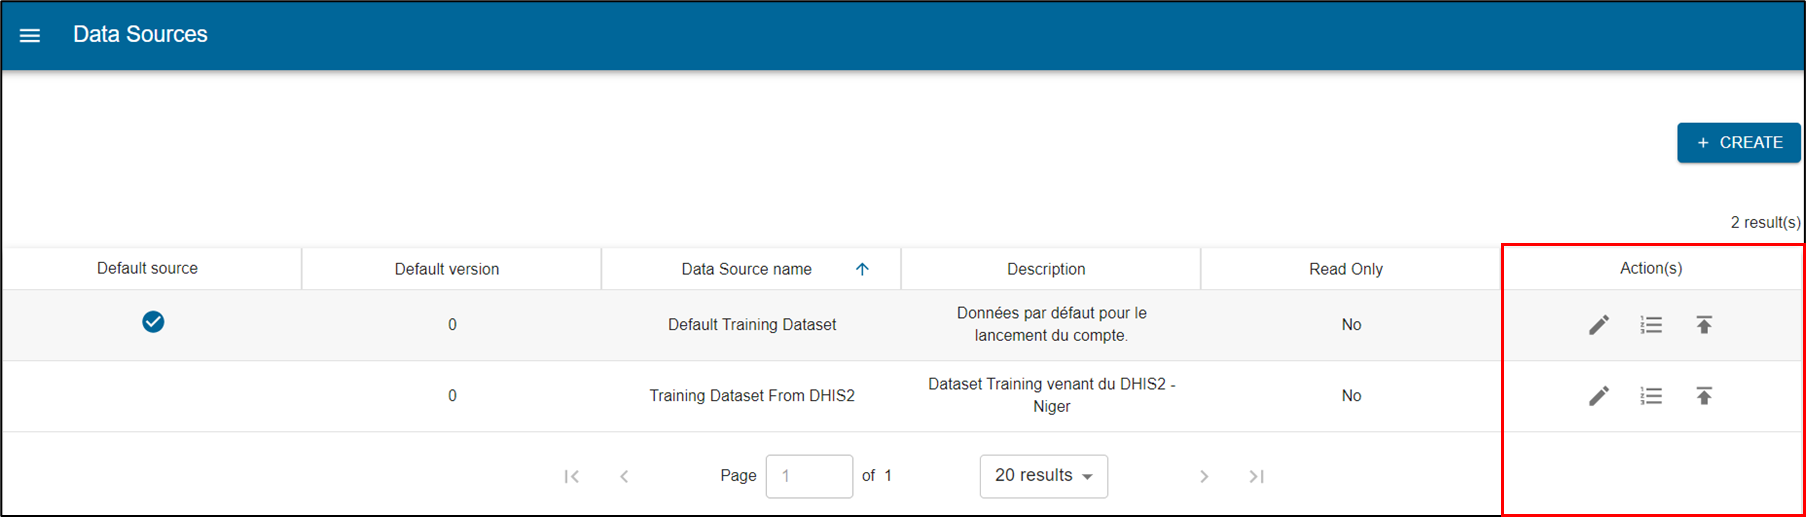 Data Sources
+ CREATE
2 result(s)
Default source Default version Data Source name Description Read Only Action(s)
0 Default Training Dataset Données par défaut pour le No
lancement du compte.
0 Training Dataset From DHIS2 Dataset Training venant du DHIS2 - No
Niger
Page 1 of 1 20 results